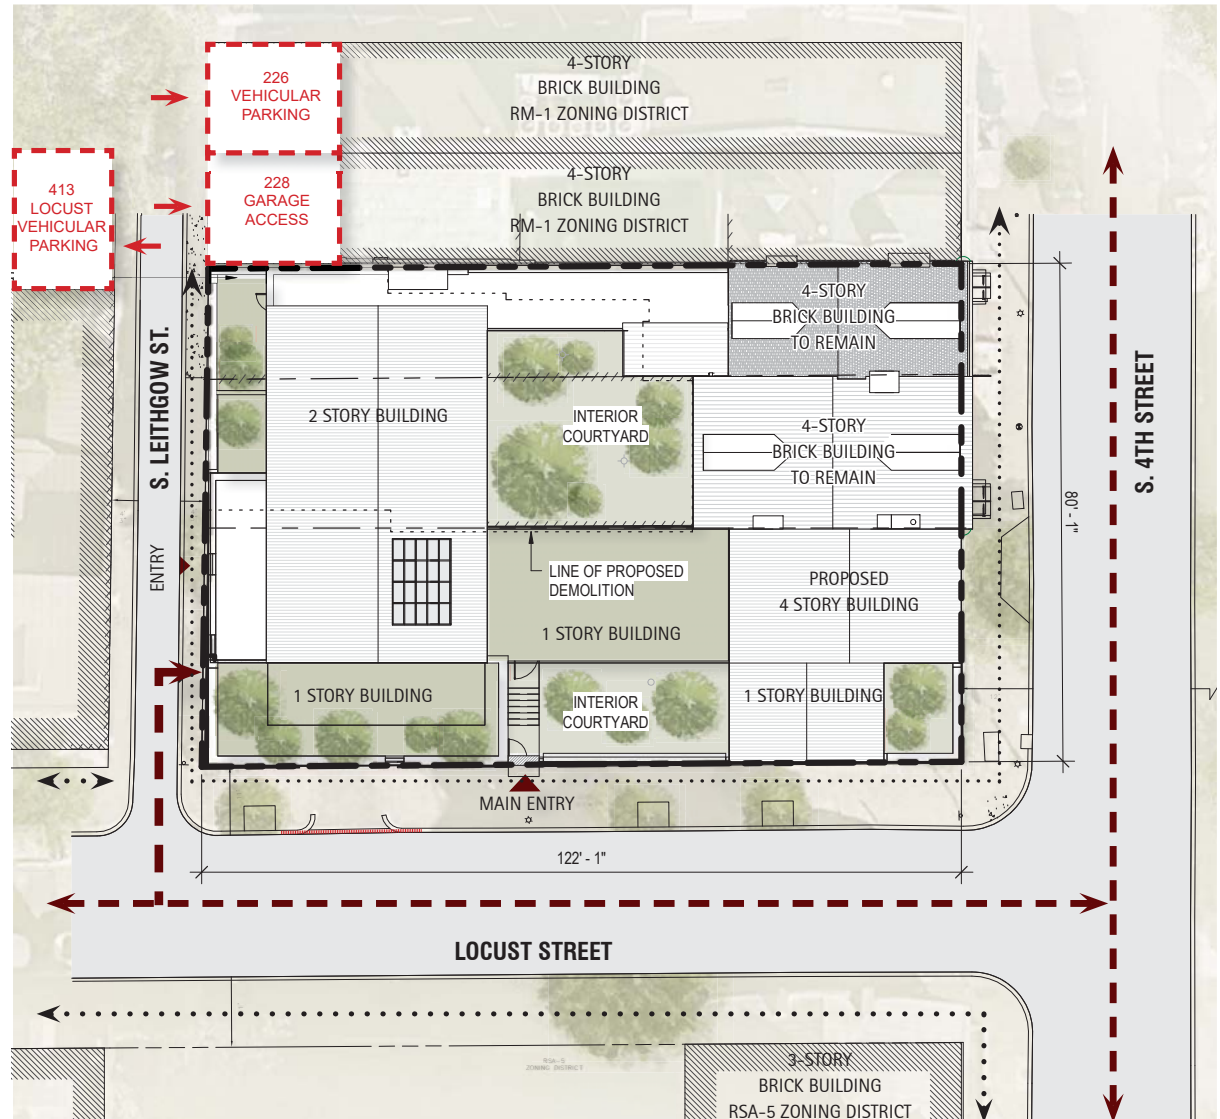 226
VEHICULAR
PARKING
4-STORY
BRICK BUILDING
RM-1 ZONING DISTRICT
413
LOCUST
VEHICULAR
PARKING
228
GARAGE
ACCESS
4-STORY
BRICK BUILDING
RM-1 ZONING DISTRICT
4-STORY
BRICK BUILDING
TO REMAIN
S. LEITHGOW ST.
2 STORY BUILDING
INTERIOR
COURTYARD
4-STORY
BRICK BUILDING
TO REMAIN
S. 4TH STREET
80' - 1"
ENTRY
LINE OF PROPOSED
DEMOLITION
PROPOSED
4 STORY BUILDING
1 STORY BUILDING
1 STORY BUILDING
INTERIOR
COURTYARD
1 STORY BUILDING
MAIN ENTRY
122' - 1"
LOCUST STREET
RSA-5
ZONING DISTRICT
3-STORY
BRICK BUILDING
RSA-5 ZONING DISTRICT